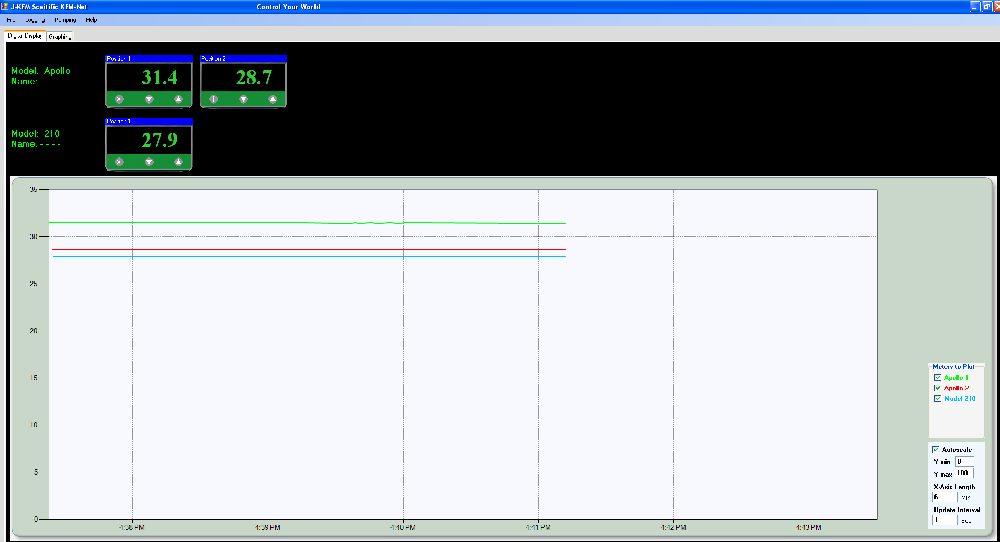 J-KEM Sceitific KEM-Net Control Your World
File Logging Ramping Help
Digital Display Graphing
Position 1 Position 2
Model: Apollo
Name: - - - -
31.4 28.7
Position 1
Model: 210
Name: - - - -
27.9
35
30
25
20
15
10
5
0
4:38 PM 4:39 PM 4:40 PM 4:41 PM 4:42 PM 4:43 PM
Meters to Plot
Apollo 1
Apollo 2
Model 210
Autoscale
Y min 0
Y max 100
X-Axis Length
6 Min
Update Interval
1 Sec